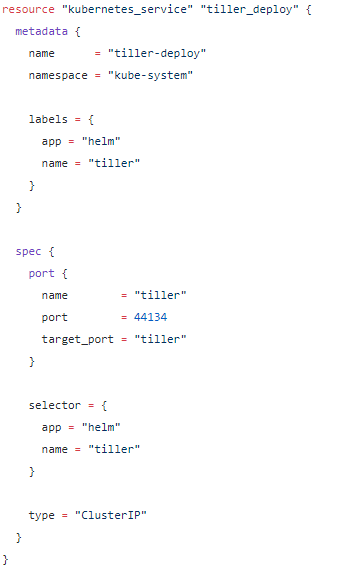 resource "kubernetes_service" "tiller_deploy" {
  metadata {
    name      = "tiller-deploy"
    namespace = "kube-system"

    labels = {
      app = "helm"
      name = "tiller"
    }
  }

  spec {
    port {
      name        = "tiller"
      port        = 44134
      target_port = "tiller"
    }

    selector = {
      app = "helm"
      name = "tiller"
    }

    type = "ClusterIP"
  }
}